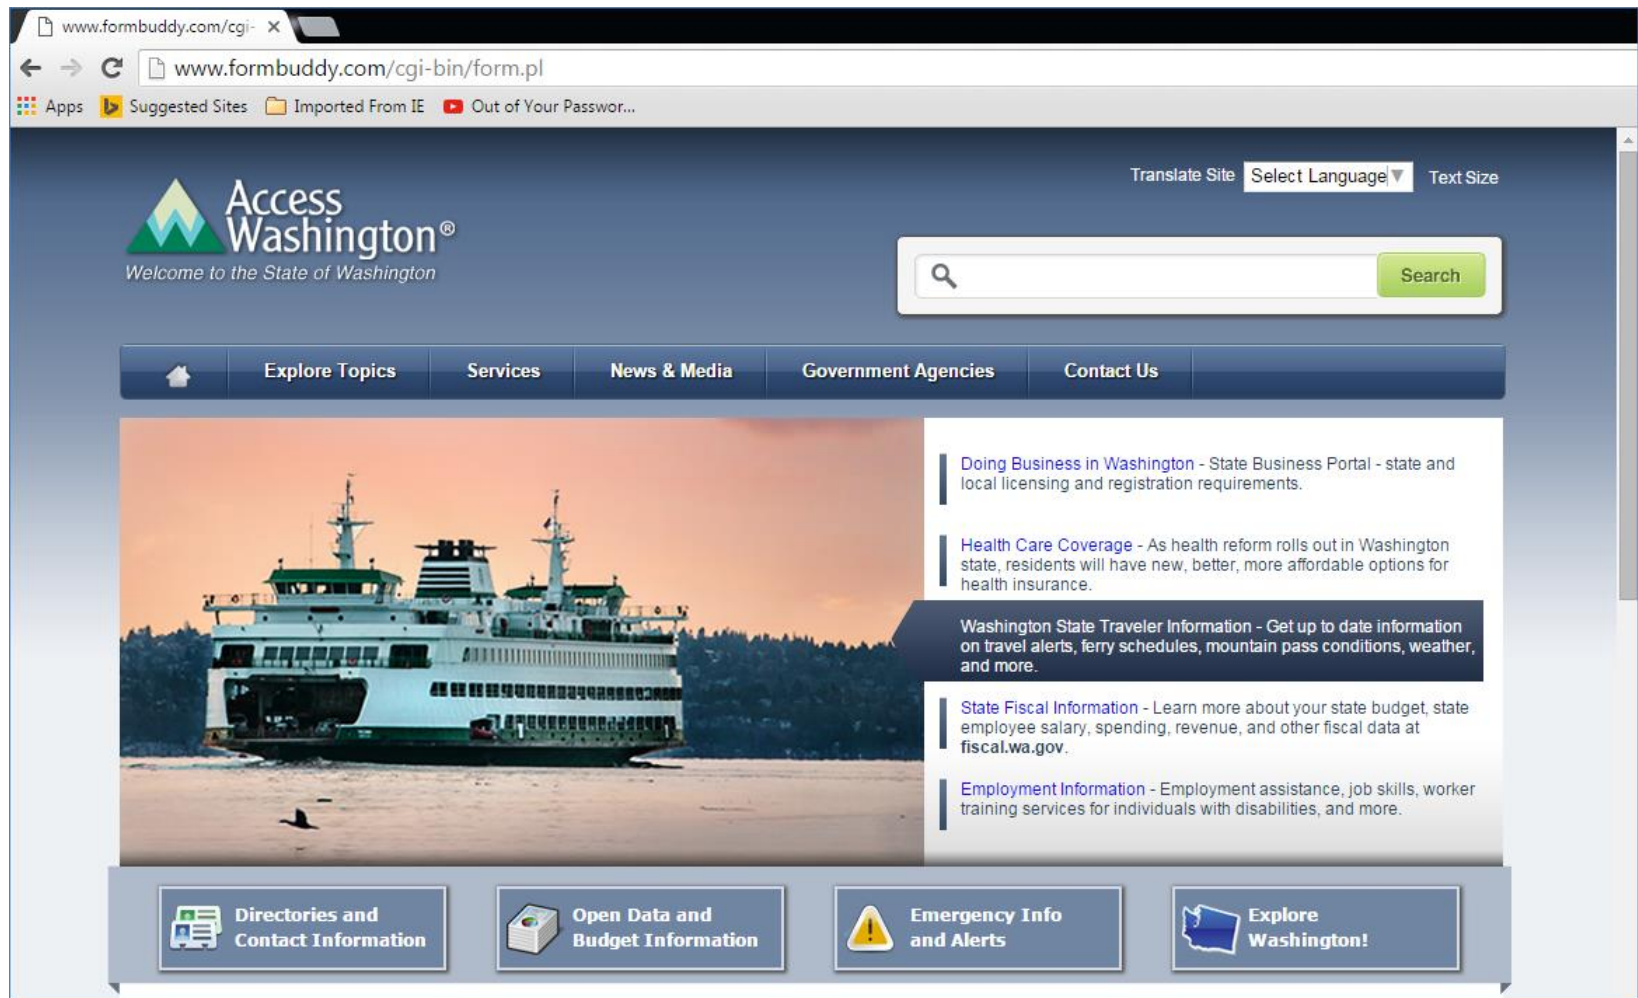 www.formbuddy.com/cgi-
www.formbuddy.com/cgi-bin/form.pl
Apps Suggested Sites Imported From IE Out of Your Passwor...
Translate Site Select Language Text Size
Access
Washington®
Welcome to the State of Washington
Search
Explore Topics Services News & Media Government Agencies Contact Us
Doing Business in Washington - State Business Portal - state and
local licensing and registration requirements.
Health Care Coverage - As health reform rolls out in Washington
state, residents will have new, better, more affordable options for
health insurance.
Washington State Traveler Information - Get up to date information
on travel alerts, ferry schedules, mountain pass conditions, weather,
and more.
State Fiscal Information - Learn more about your state budget, state
employee salary, spending, revenue, and other fiscal data at
fiscal.wa.gov.
Employment Information - Employment assistance, job skills, worker
training services for individuals with disabilities, and more.
Directories and
Contact Information
Open Data and
Budget Information
Emergency Info
and Alerts
Explore
Washington!